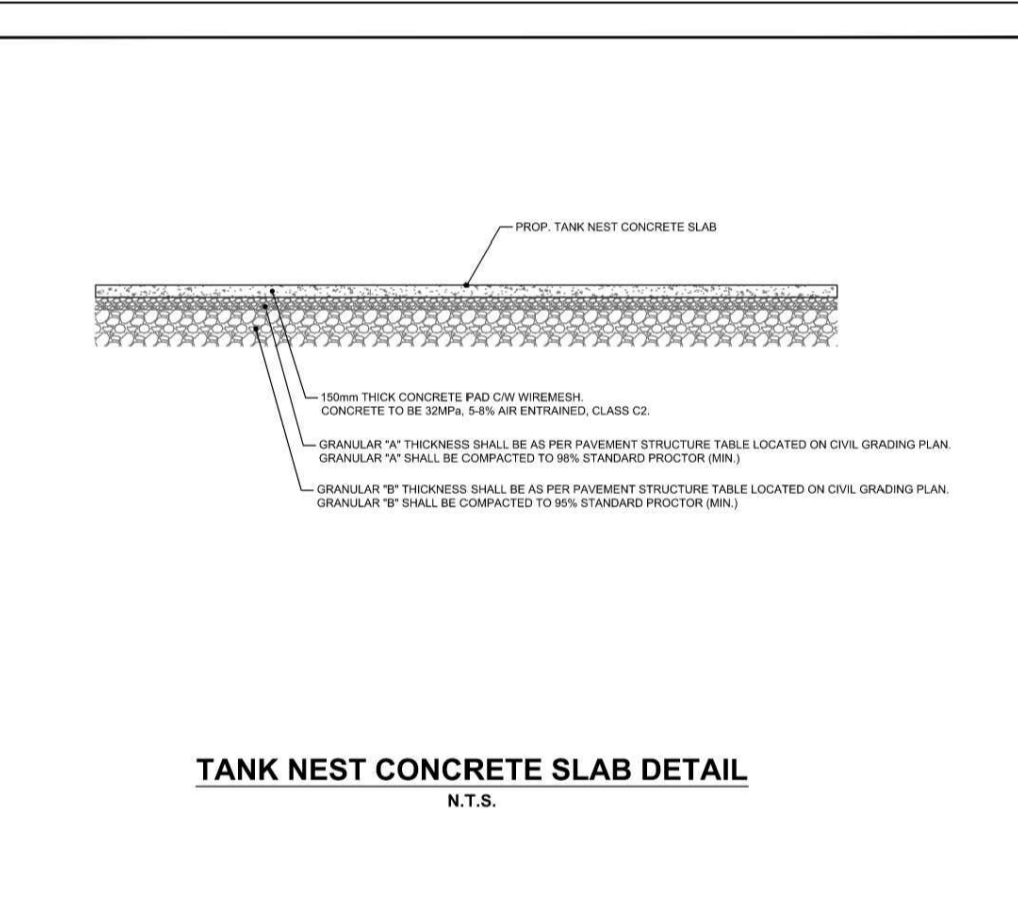 PROP. TANK NEST CONCRETE SLAB
150mm THICK CONCRETE PAD C/W WIREMESH.
CONCRETE TO BE 32MPa, 5-8% AIR ENTRAINED, CLASS C2.
GRANULAR "A" THICKNESS SHALL BE AS PER PAVEMENT STRUCTURE TABLE LOCATED ON CIVIL GRADING PLAN.
GRANULAR "A" SHALL BE COMPACTED TO 98% STANDARD PROCTOR (MIN.)
GRANULAR "B" THICKNESS SHALL BE AS PER PAVEMENT STRUCTURE TABLE LOCATED ON CIVIL GRADING PLAN.
GRANULAR "B" SHALL BE COMPACTED TO 95% STANDARD PROCTOR (MIN.)
TANK NEST CONCRETE SLAB DETAIL
N.T.S.